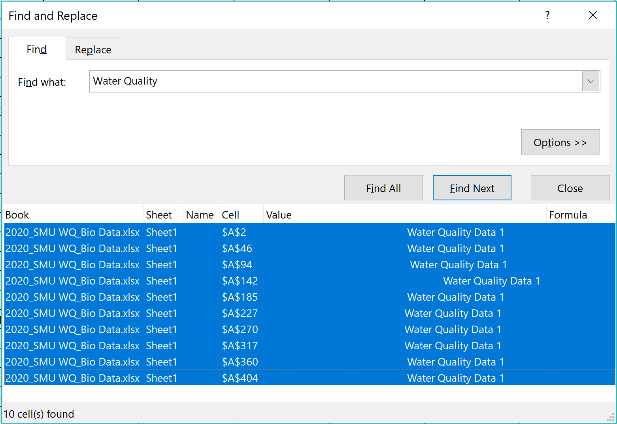 Find and Replace ? ×
Find Replace
Find what: Water Quality
Options >>
Find All Find Next Close
Book Sheet Name Cell Value Formula
2020_SMU WQ_Bio Data.xlsx Sheet1 $A$2 Water Quality Data 1
2020_SMU WQ_Bio Data.xlsx Sheet1 $A$46 Water Quality Data 1
2020_SMU WQ_Bio Data.xlsx Sheet1 $A$94 Water Quality Data 1
2020_SMU WQ_Bio Data.xlsx Sheet1 $A$142 Water Quality Data 1
2020_SMU WQ_Bio Data.xlsx Sheet1 $A$185 Water Quality Data 1
2020_SMU WQ_Bio Data.xlsx Sheet1 $A$227 Water Quality Data 1
2020_SMU WQ_Bio Data.xlsx Sheet1 $A$270 Water Quality Data 1
2020_SMU WQ_Bio Data.xlsx Sheet1 $A$317 Water Quality Data 1
2020_SMU WQ_Bio Data.xlsx Sheet1 $A$360 Water Quality Data 1
2020_SMU WQ_Bio Data.xlsx Sheet1 $A$404 Water Quality Data 1
10 cell(s) found